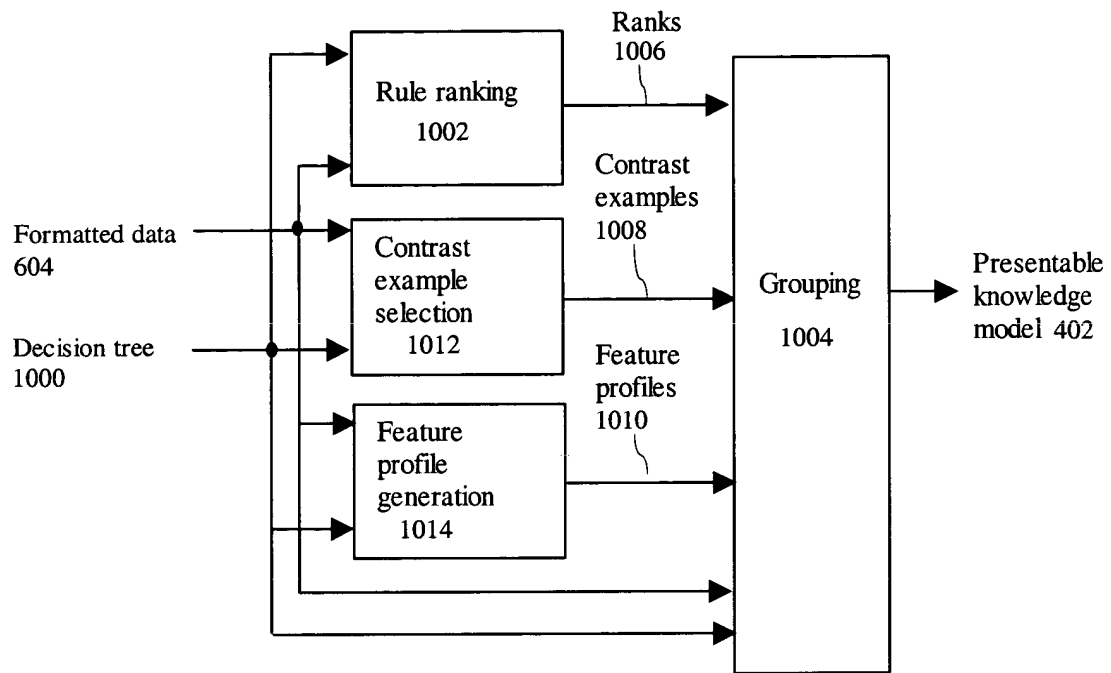 Ranks
1006
Rule ranking
1002
Contrast
examples
1008
Formatted data
604
Contrast
example
selection
1012
Grouping
1004
Presentable
knowledge
model 402
Decision tree
1000
Feature
profiles
1010
Feature
profile
generation
1014